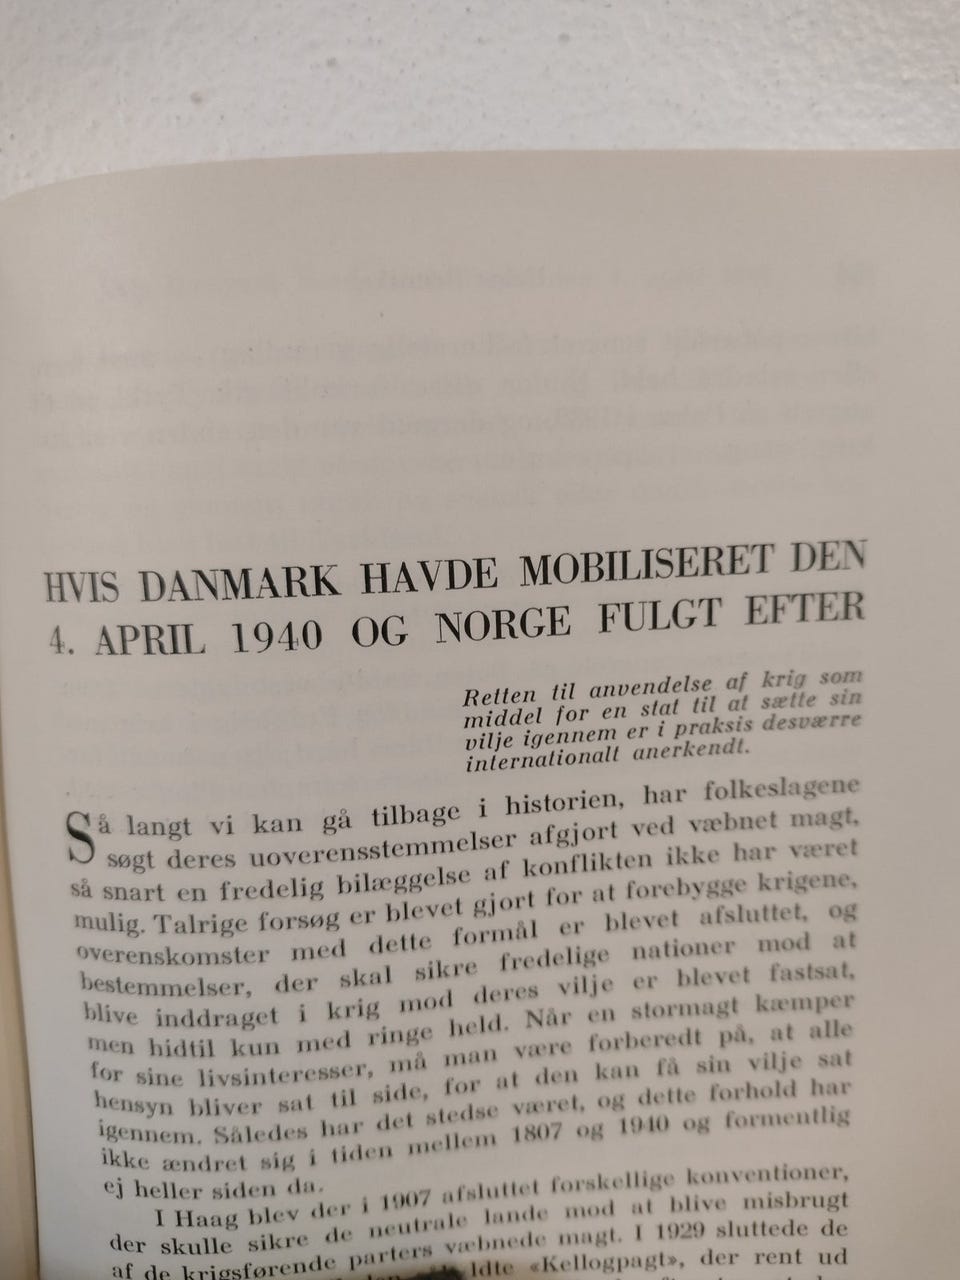 HVIS DANMARK HAVDE MOBILISERET DEN
4. APRIL 1940 OG NORGE FULGT EFTER
Retten til anvendelse af krig som
middel for en stat til at sætte sin
vilje igennem er i praksis desværre
internationalt anerkendt.
Så langt vi kan gå tilbage i historien, har folkeslagene
søgt deres uoverensstemmelser afgjort ved væbnet magt,
så snart en fredelig bilæggelse af konflikten ikke har været
mulig. Talrige forsøg er blevet gjort for at forebygge krigene,
overenskomster med dette formål er blevet afsluttet, og
bestemmelser, der skal sikre fredelige nationer mod at
blive inddraget i krig mod deres vilje er blevet fastsat,
men hidtil kun med ringe held. Når en stormagt kæmper
for sine livsinteresser, må man være forberedt på, at alle
hensyn bliver sat til side, for at den kan få sin vilje sat
igennem. Således har det stedse været, og dette forhold har
ikke ændret sig i tiden mellem 1807 og 1940 og formentlig
ej heller siden da.
I Haag blev der i 1907 afsluttet forskellige konventioner,
der skulle sikre de neutrale lande mod at blive misbrugt
af de krigsførende parters væbnede magt. I 1929 sluttede de
«Kellogpagt», der rent ud